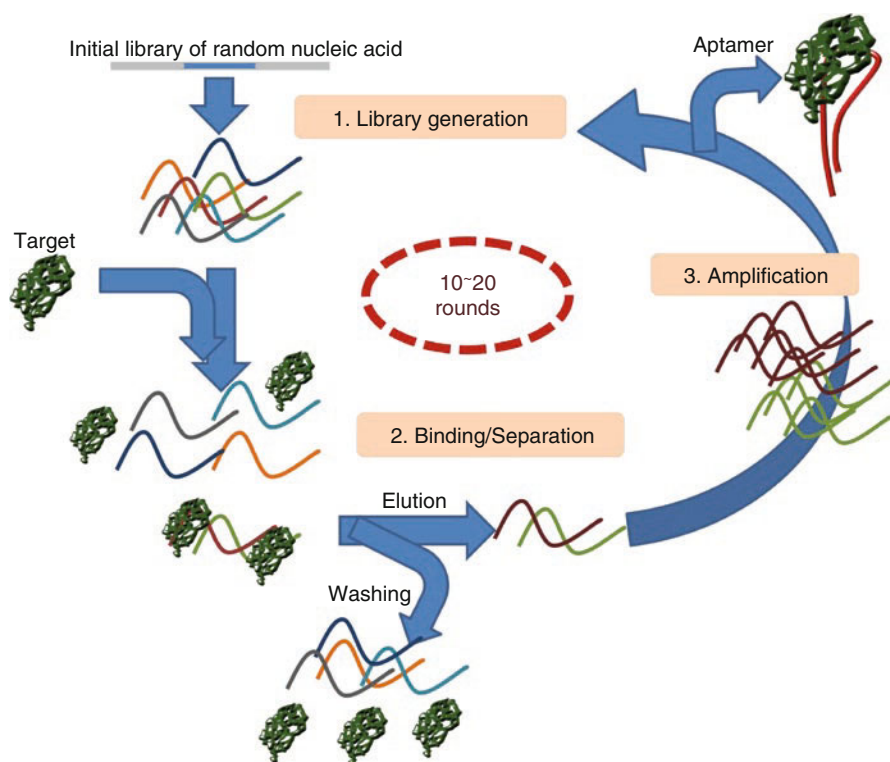 Initial library of random nucleic acid
Aptamer
1. Library generation
Target
10~20
rounds
3. Amplification
2. Binding/Separation
Elution
Washing